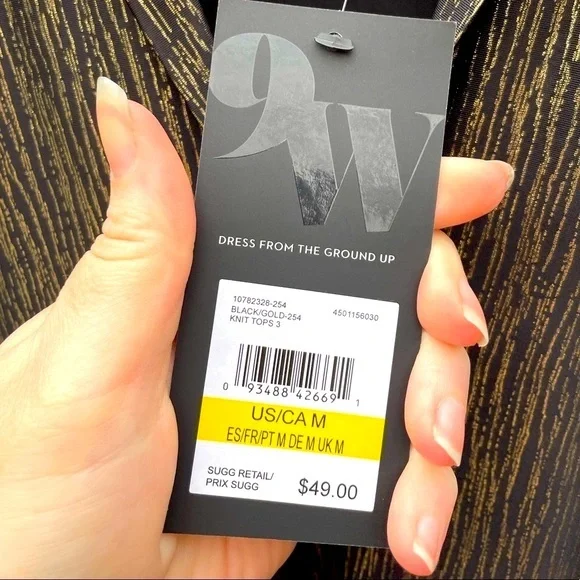 9W
DRESS FROM THE GROUND UP
10782328-254 4501156030
BLACK/GOLD-254
KNIT TOPS 3
0 93488 42669 1
US/CA M
ES/FR/PT M DE M UK M
SUGG RETAIL/
PRIX SUGG $49.00